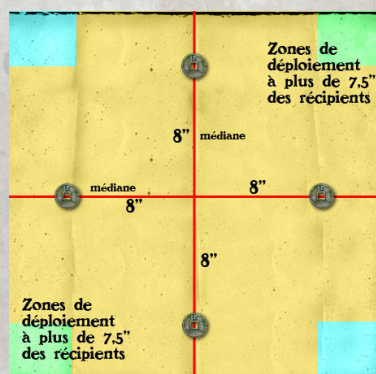 Zones de
déploiement
à plus de 7,5"
des récipients
8" médiane
médiane
8"
8"
8"
Zones de
déploiement
à plus de 7,5"
des récipients